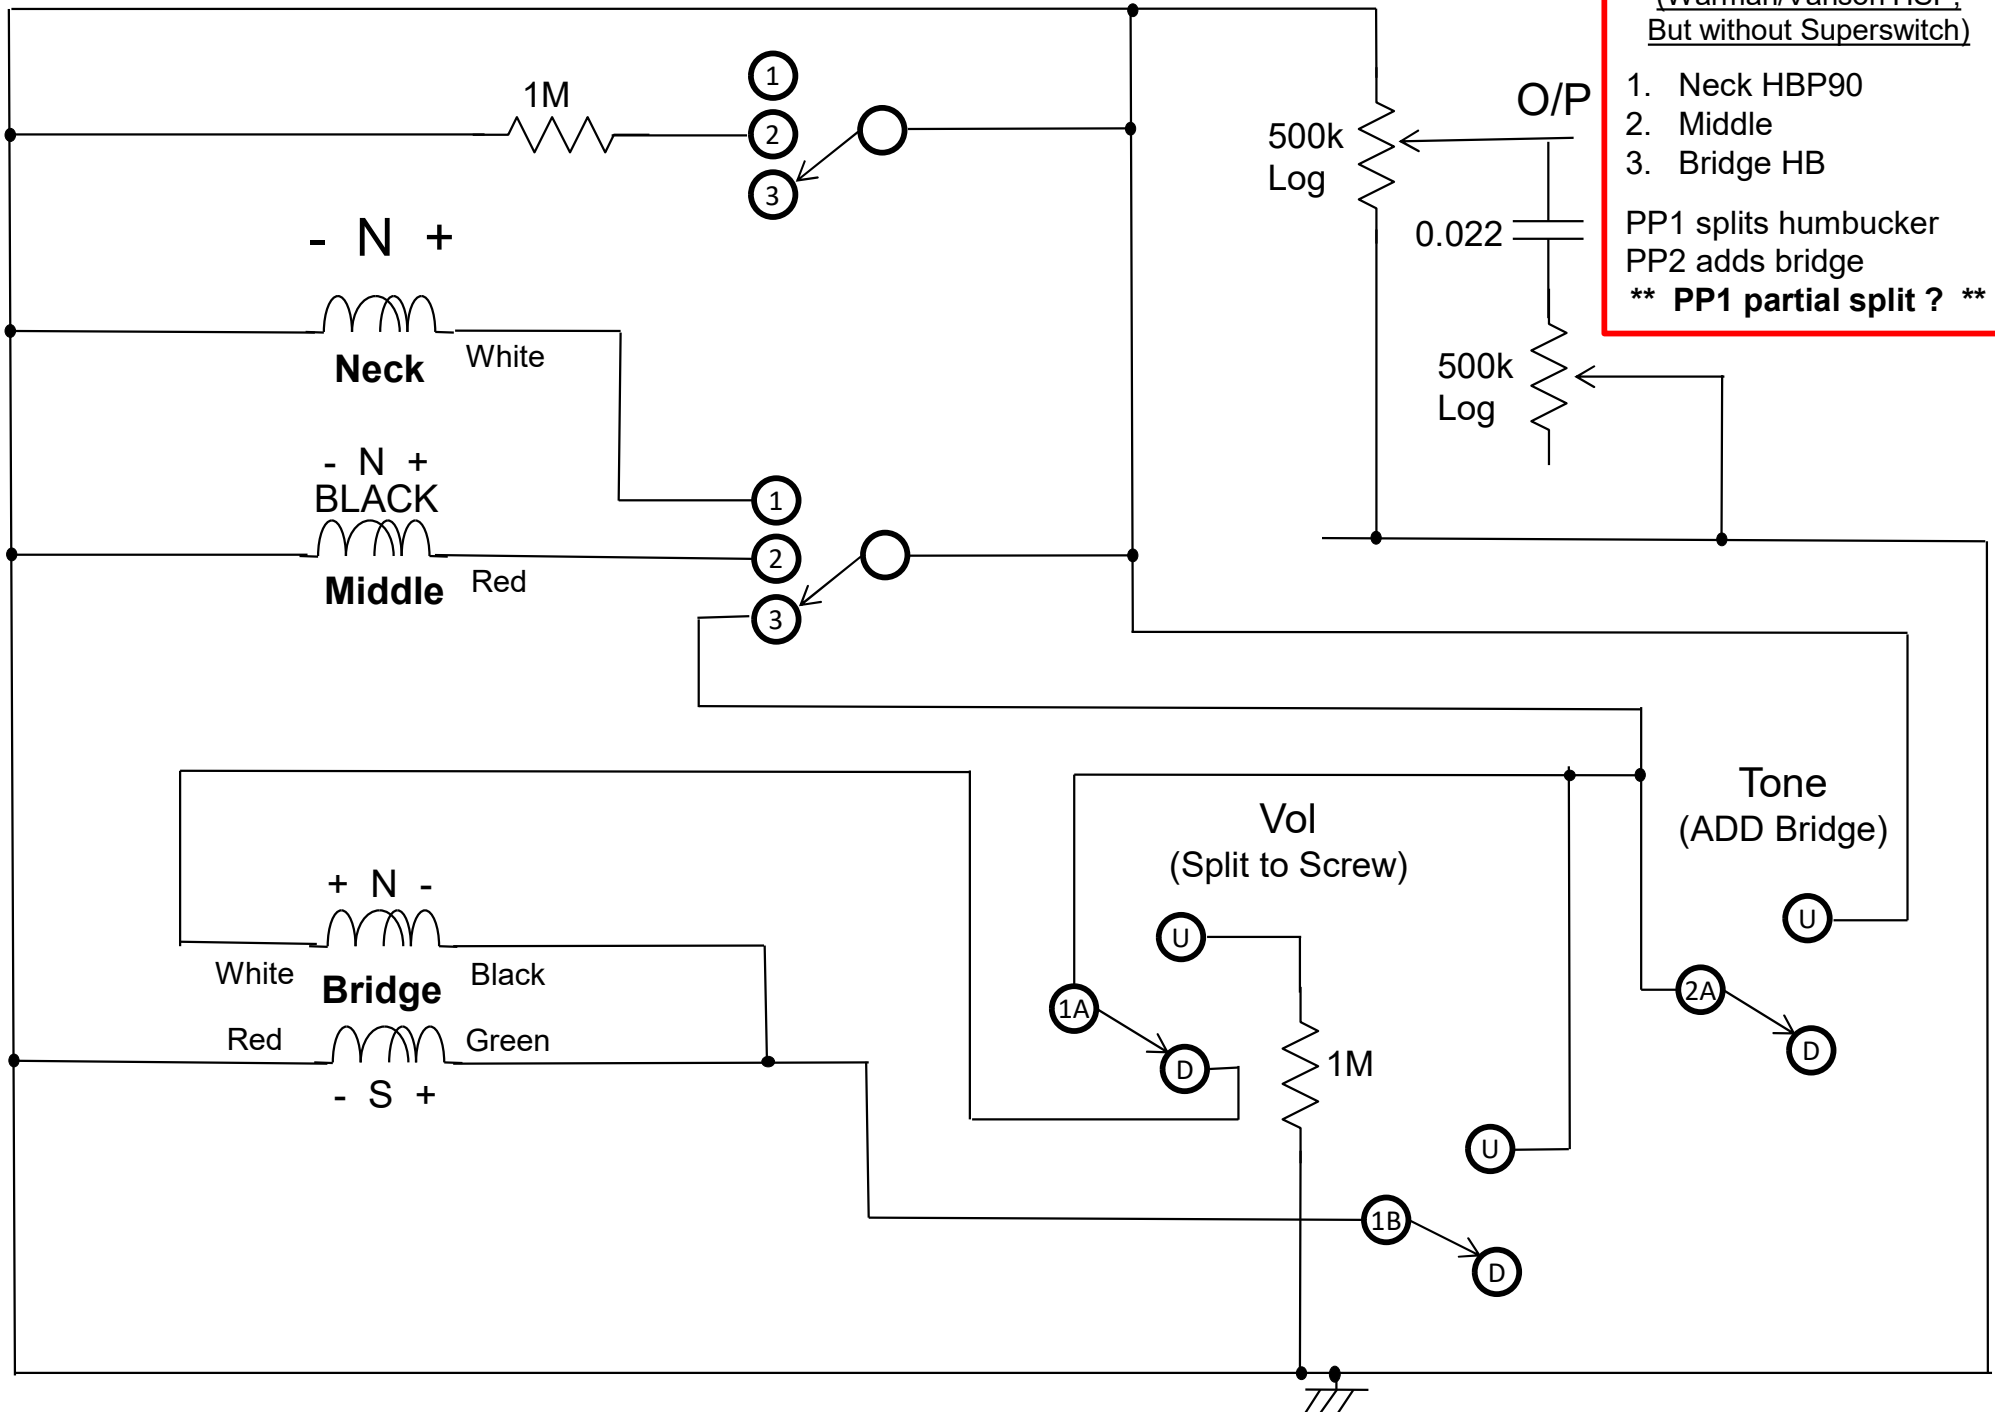 But without Superswitch)
1. Neck HBP90
2. Middle
3. Bridge HB
PP1 splits humbucker
PP2 adds bridge
** PP1 partial split ? **
1M
1
2
3
O/P
500k
Log
0.022
500k
Log
- N +
Neck
White
- N +
BLACK
Middle
Red
1
2
3
+ N -
White
Bridge
Black
Red
Green
- S +
Vol
(Split to Screw)
U
1A
D
1M
U
1B
D
Tone
(ADD Bridge)
U
2A
D